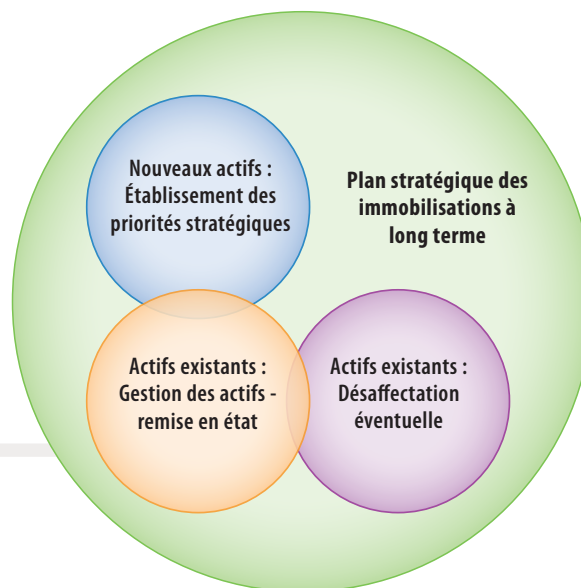 Nouveaux actifs :
Établissement des
priorités stratégiques
Plan stratégique des
immobilisations à
long terme
Actifs existants :
Gestion des actifs -
remise en état
Actifs existants :
Désaffectation
éventuelle